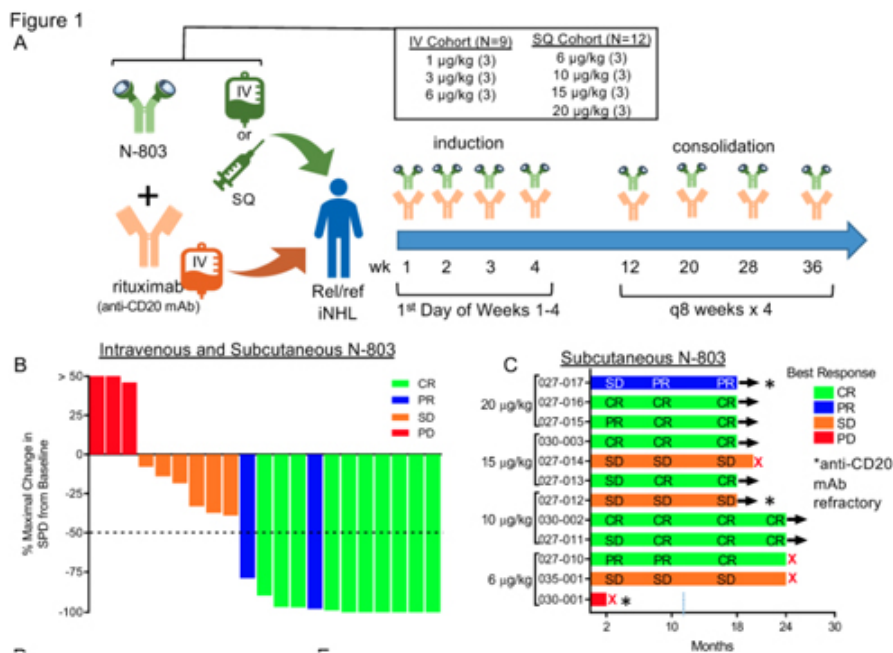 Figure 1
A
IV Cohort (N=9)
1 µg/kg (3)
3 µg/kg (3)
6 µg/kg (3)
SQ Cohort (N=12)
6 µg/kg (3)
10 µg/kg (3)
15 µg/kg (3)
20 µg/kg (3)
N-803
IV
or
SQ
+
rituximab
(anti-CD20 mAb)
IV
Rel/ref
iNHL
induction
consolidation
wk 1 2 3 4 12 20 28 36
1st Day of Weeks 1-4
q8 weeks x 4
B
Intravenous and Subcutaneous N-803
% Maximal Change in
SPD from Baseline
> 50
0
-25
-50
-75
-100
CR
PR
SD
PD
C
Subcutaneous N-803
20 µg/kg
027-017 SD PR PR *
027-016 CR CR CR
027-015 PR CR CR
15 µg/kg
030-003 CR CR CR
027-014 SD SD SD X
027-013 SD CR CR
10 µg/kg
027-012 SD SD SD *
030-002 CR CR CR CR
027-011 SD CR CR CR
6 µg/kg
027-010 PR PR CR X
035-001 SD SD SD X
030-001 X *
2 10 18 24 30
Months
Best Response
CR
PR
SD
PD
*anti-CD20
mAb
refractory